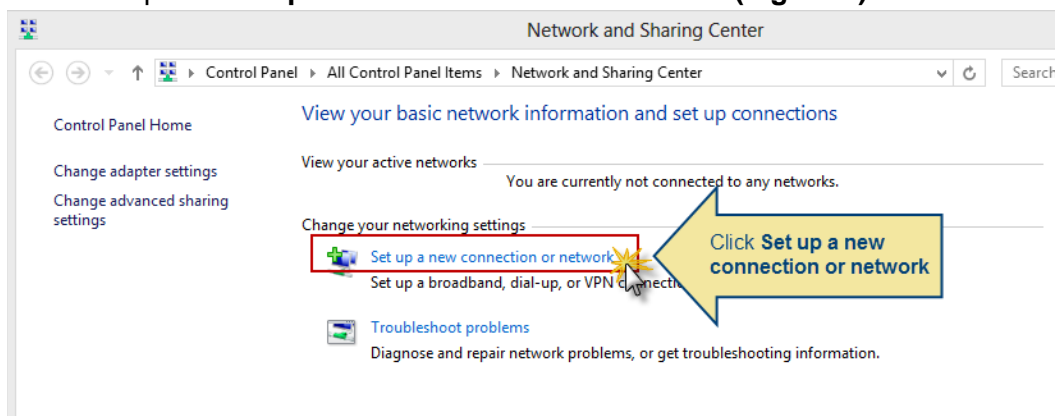 Network and Sharing Center
Control Panel ▸ All Control Panel Items ▸ Network and Sharing Center
Search
Control Panel Home
Change adapter settings
Change advanced sharing
settings
View your basic network information and set up connections
View your active networks
You are currently not connected to any networks.
Change your networking settings
Set up a new connection or network
Set up a broadband, dial-up, or VPN
Click Set up a new
connection or network
Troubleshoot problems
Diagnose and repair network problems, or get troubleshooting information.